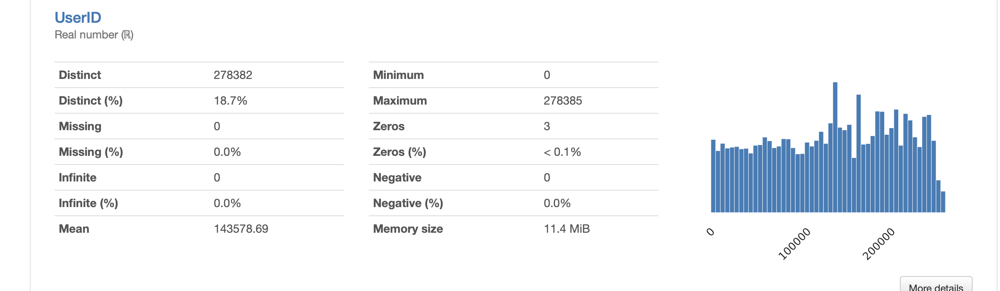 UserID
Real number (ℝ)
Distinct 278382
Distinct (%) 18.7%
Missing 0
Missing (%) 0.0%
Infinite 0
Infinite (%) 0.0%
Mean 143578.69
Minimum 0
Maximum 278385
Zeros 3
Zeros (%) < 0.1%
Negative 0
Negative (%) 0.0%
Memory size 11.4 MiB
0
100000
200000
More details